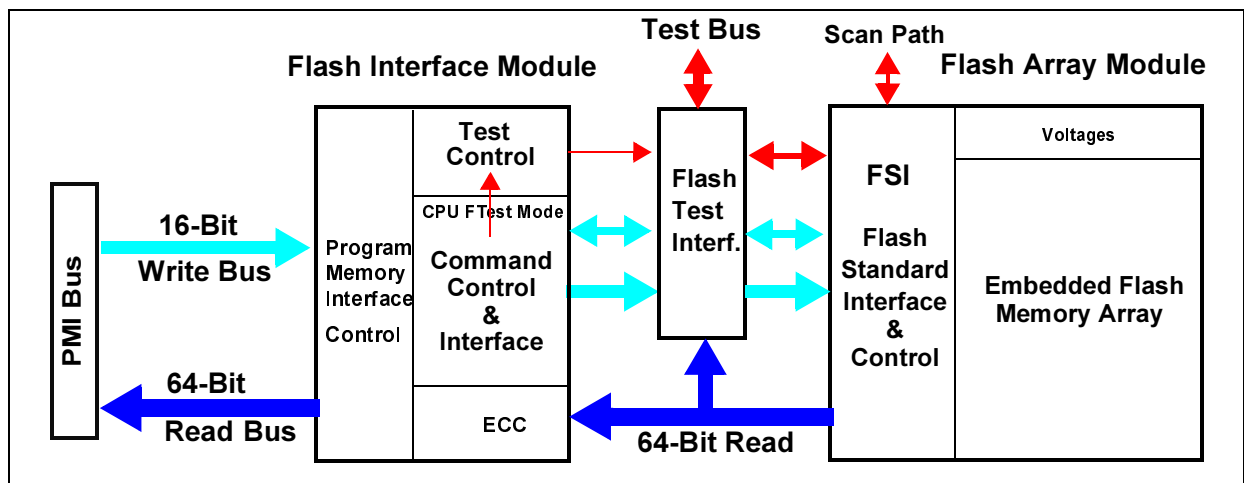 Test Bus
Scan Path
Flash Interface Module
Flash Array Module
PMI Bus
16-Bit
Write Bus
64-Bit
Read Bus
Program
Memory
Interface
Control
Test
Control
CPU FTest Mode
Command
Control
&
Interface
ECC
Flash
Test
Interf.
64-Bit Read
FSI
Flash
Standard
Interface
&
Control
Voltages
Embedded Flash
Memory Array